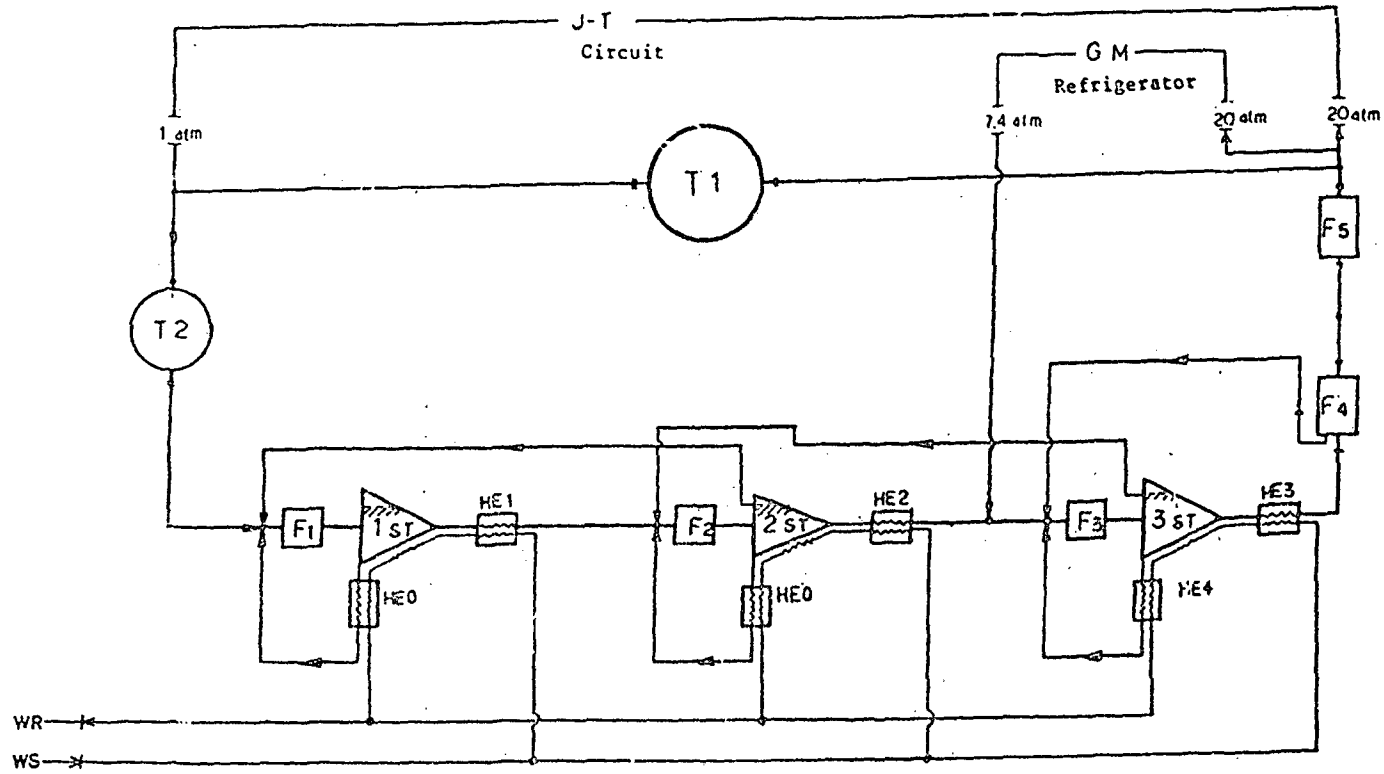 J-T
Circuit
G M
Refrigerator
1 atm
7.4 atm
20 atm
20 atm
T 1
F5
T 2
F4
HE1
HE2
HE3
F1
1 ST
F2
2 ST
F3
3 ST
HE0
HE0
HE4
WR
WS